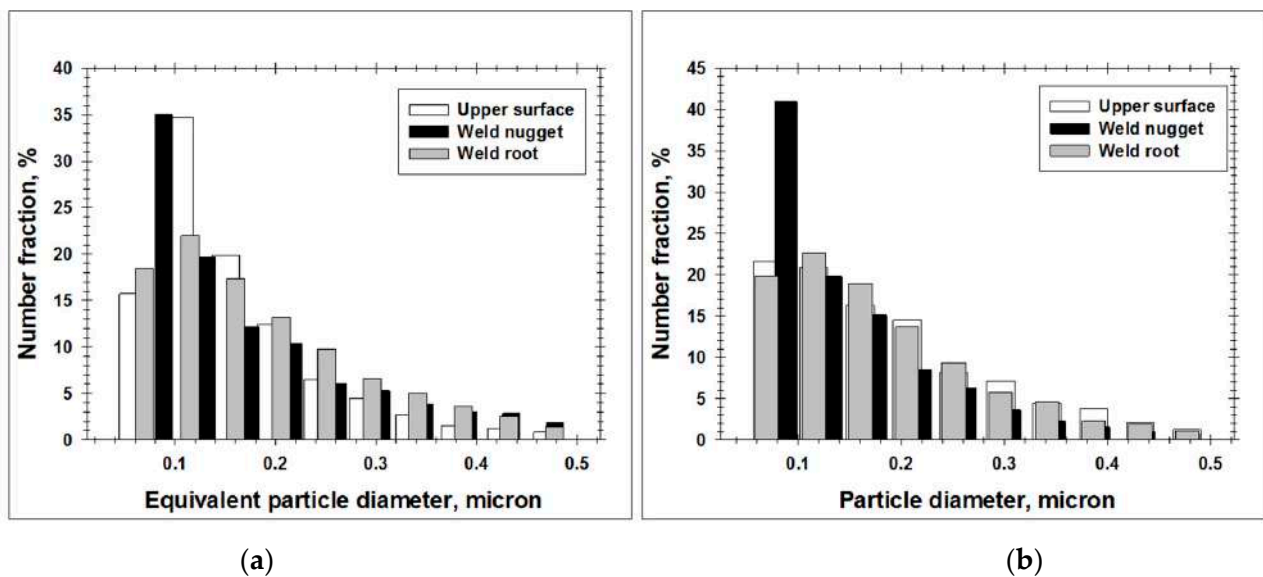 40
35
30
25
20
15
10
5
0
Number fraction, %
Upper surface
Weld nugget
Weld root
0.1 0.2 0.3 0.4 0.5
Equivalent particle diameter, micron
(a)
45
40
35
30
25
20
15
10
5
0
Number fraction, %
Upper surface
Weld nugget
Weld root
0.1 0.2 0.3 0.4 0.5
Particle diameter, micron
(b)